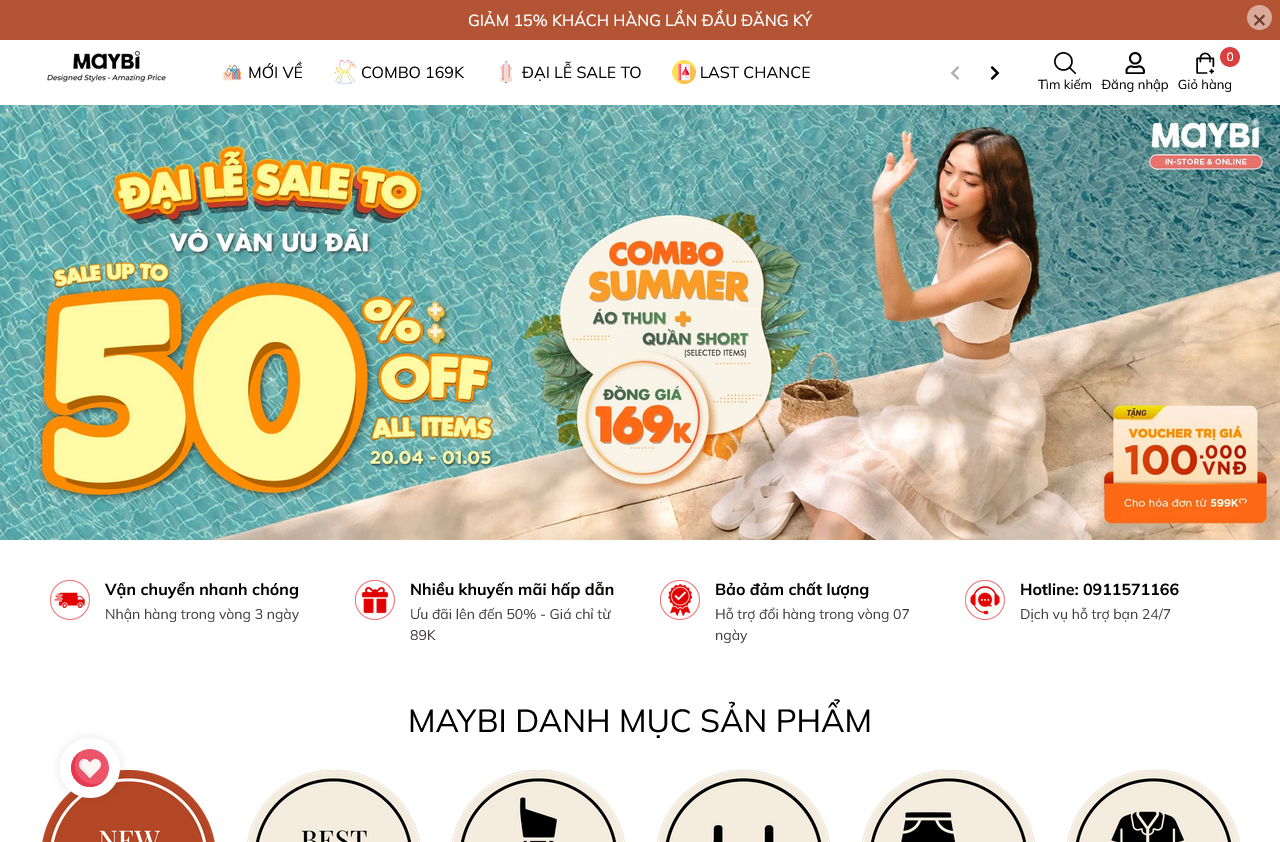 GIẢM 15% KHÁCH HÀNG LẦN ĐẦU ĐĂNG KÝ
MAYBI
Designed Styles - Amazing Price
MỚI VỀ
COMBO 169K
ĐẠI LỄ SALE TO
LAST CHANCE
Tìm kiếm
Đăng nhập
Giỏ hàng
0
MAYBI
IN-STORE & ONLINE
ĐẠI LỄ SALE TO
VÔ VÀN ƯU ĐÃI
SALE UP TO
50%++
OFF
ALL ITEMS
20.04 - 01.05
COMBO
SUMMER
ÁO THUN +
QUẦN SHORT
(SELECTED ITEMS)
ĐỒNG GIÁ
169K
TẶNG
VOUCHER TRỊ GIÁ
100.000
VNĐ
Cho hóa đơn từ 599K(*)
Vận chuyển nhanh chóng
Nhận hàng trong vòng 3 ngày
Nhiều khuyến mãi hấp dẫn
Ưu đãi lên đến 50% - Giá chỉ từ
89K
Bảo đảm chất lượng
Hỗ trợ đổi hàng trong vòng 07
ngày
Hotline: 0911571166
Dịch vụ hỗ trợ bạn 24/7
MAYBI DANH MỤC SẢN PHẨM
NEW
BEST